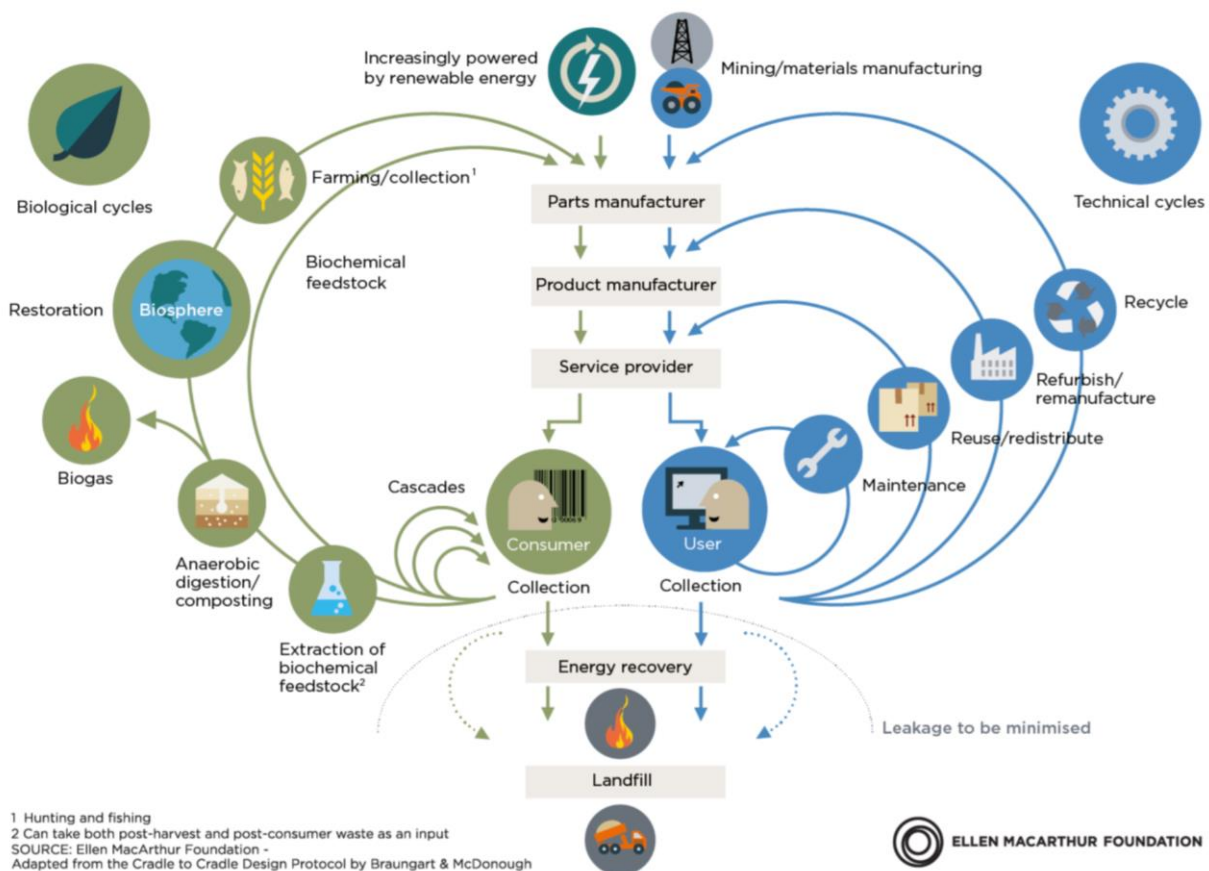 Increasingly powered
by renewable energy
Mining/materials manufacturing
Biological cycles
Farming/collection¹
Parts manufacturer
Technical cycles
Biochemical
feedstock
Product manufacturer
Restoration
Biosphere
Recycle
Service provider
Refurbish/
remanufacture
Reuse/redistribute
Biogas
Cascades
Maintenance
Consumer
User
Anaerobic
digestion/
composting
Collection
Collection
Extraction of
biochemical
feedstock²
Energy recovery
Leakage to be minimised
Landfill
1 Hunting and fishing
2 Can take both post-harvest and post-consumer waste as an input
SOURCE: Ellen MacArthur Foundation -
Adapted from the Cradle to Cradle Design Protocol by Braungart & McDonough
ELLEN MACARTHUR FOUNDATION